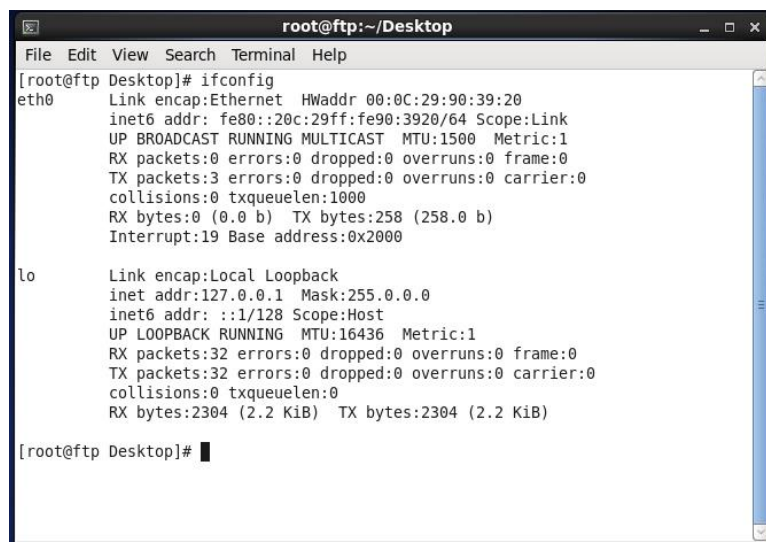 root@ftp:~/Desktop
File Edit View Search Terminal Help
[root@ftp Desktop]# ifconfig
eth0 Link encap:Ethernet HWaddr 00:0C:29:90:39:20
inet6 addr: fe80::20c:29ff:fe90:3920/64 Scope:Link
UP BROADCAST RUNNING MULTICAST MTU:1500 Metric:1
RX packets:0 errors:0 dropped:0 overruns:0 frame:0
TX packets:3 errors:0 dropped:0 overruns:0 carrier:0
collisions:0 txqueuelen:1000
RX bytes:0 (0.0 b) TX bytes:258 (258.0 b)
Interrupt:19 Base address:0x2000
lo Link encap:Local Loopback
inet addr:127.0.0.1 Mask:255.0.0.0
inet6 addr: ::1/128 Scope:Host
UP LOOPBACK RUNNING MTU:16436 Metric:1
RX packets:32 errors:0 dropped:0 overruns:0 frame:0
TX packets:32 errors:0 dropped:0 overruns:0 carrier:0
collisions:0 txqueuelen:0
RX bytes:2304 (2.2 KiB) TX bytes:2304 (2.2 KiB)
[root@ftp Desktop]#